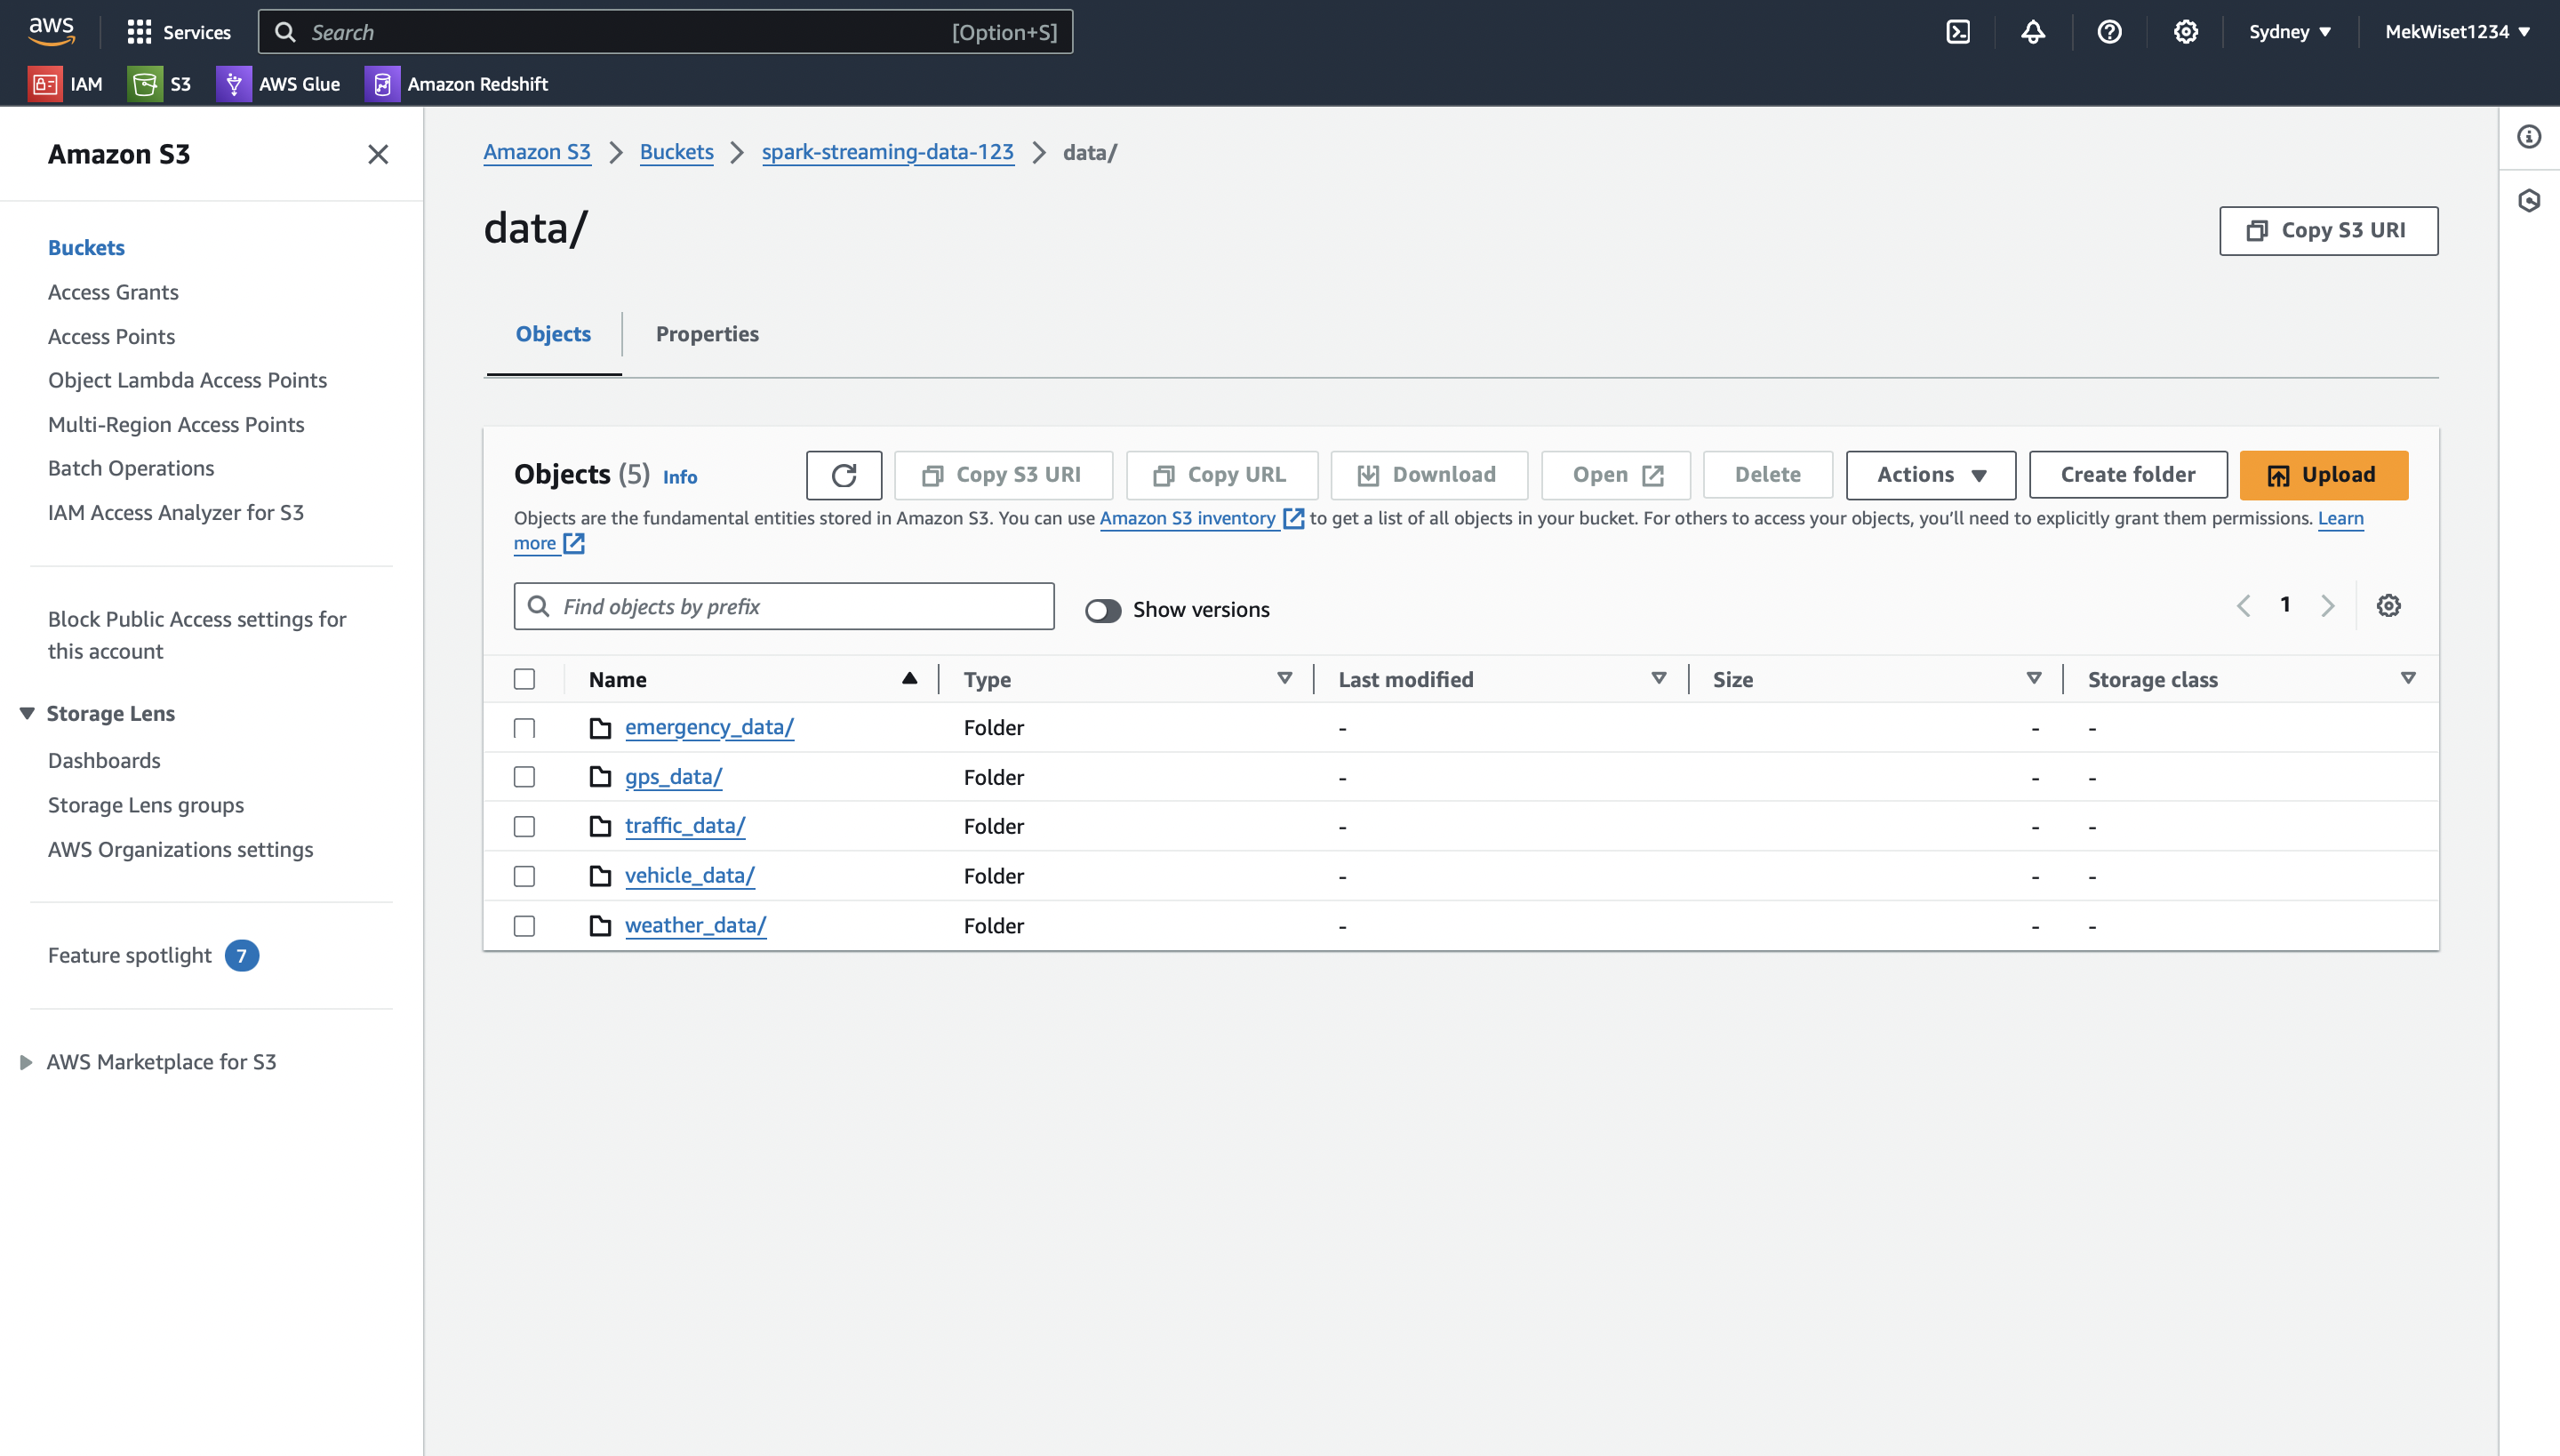 aws Services Search [Option+S] Sydney MekWiset1234
IAM S3 AWS Glue Amazon Redshift
Amazon S3
Buckets
Access Grants
Access Points
Object Lambda Access Points
Multi-Region Access Points
Batch Operations
IAM Access Analyzer for S3
Block Public Access settings for
this account
Storage Lens
Dashboards
Storage Lens groups
AWS Organizations settings
Feature spotlight 7
AWS Marketplace for S3
Amazon S3 Buckets spark-streaming-data-123 data/
data/
Copy S3 URI
Objects Properties
Objects (5) Info Copy S3 URI Copy URL Download Open Delete Actions Create folder Upload
Objects are the fundamental entities stored in Amazon S3. You can use Amazon S3 inventory to get a list of all objects in your bucket. For others to access your objects, you’ll need to explicitly grant them permissions. Learn
more
Find objects by prefix Show versions 1
Name Type Last modified Size Storage class
emergency_data/ Folder - - -
gps_data/ Folder - - -
traffic_data/ Folder - - -
vehicle_data/ Folder - - -
weather_data/ Folder - - -